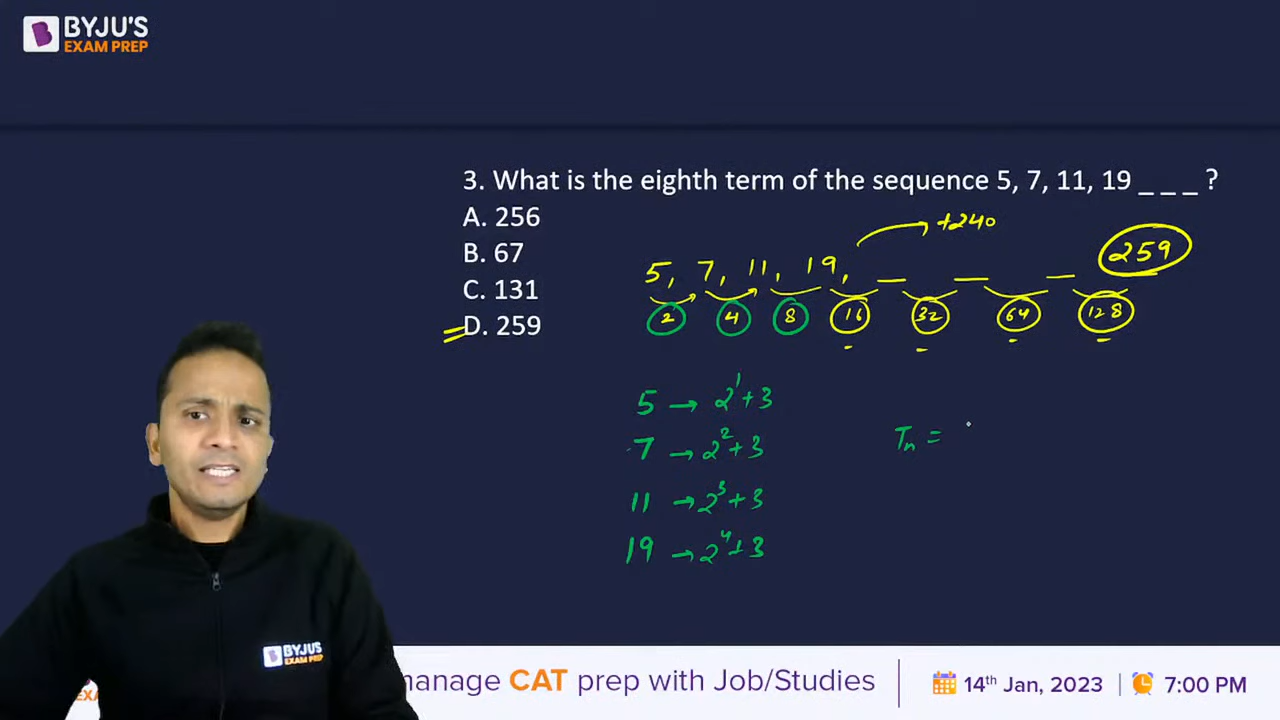 BYJU'S
EXAM PREP
3. What is the eighth term of the sequence 5, 7, 11, 19 _ _ _ ?
A. 256
B. 67
C. 131
D. 259
+240
5, 7, 11, 19, _ _ _ 259
2 4 8 16 32 64 128
5 → 2¹+3
7 → 2²+3
11 → 2³+3
19 → 2⁴+3
Tn =
BYJU'S
EXAM PREP
manage CAT prep with Job/Studies
14th Jan, 2023
7:00 PM